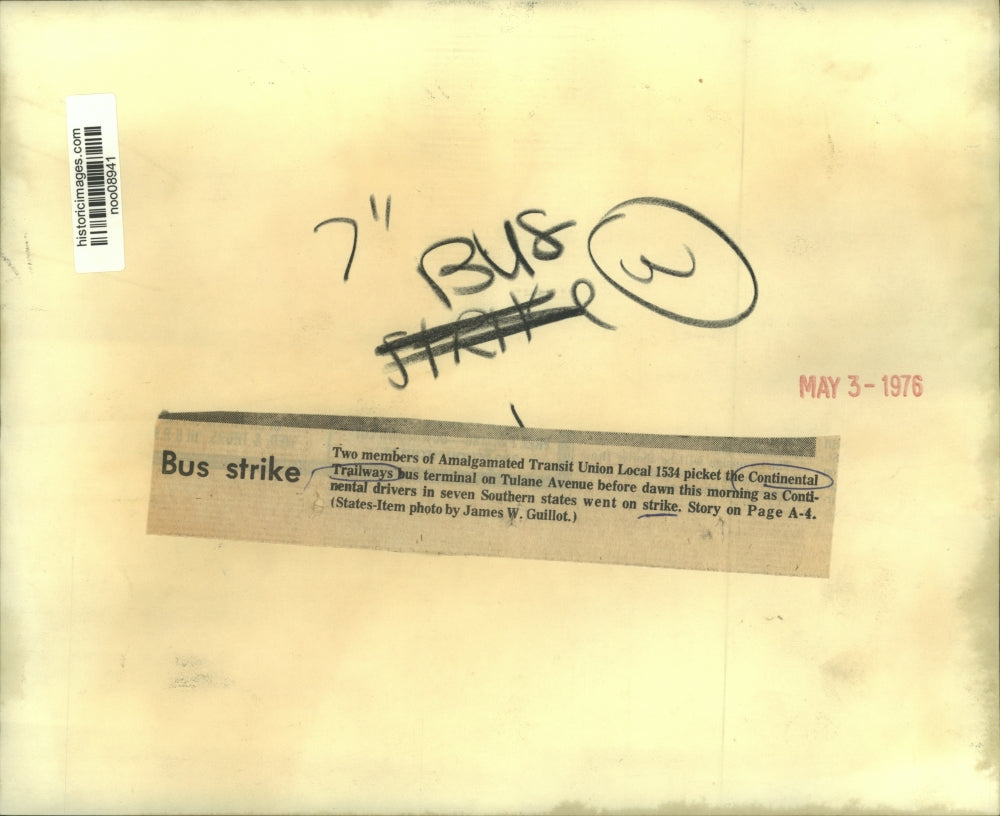 historicimages.com
noo08941
7"
BUS
STRIKE
W
MAY 3-1976
Bus strike
Two members of Amalgamated Transit Union Local 1534 picket the Continental
Trailways bus terminal on Tulane Avenue before dawn this morning as Conti-
nental drivers in seven Southern states went on strike. Story on Page A-4.
(States-Item photo by James W. Guillot.)